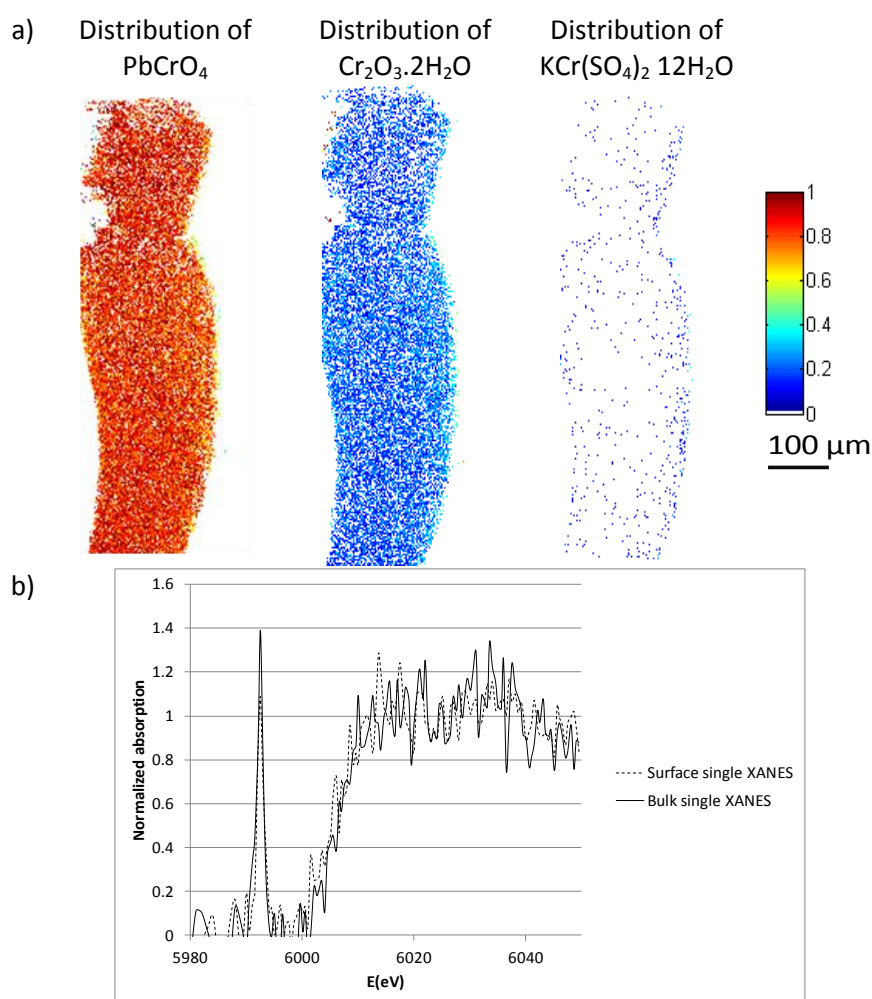 a)
Distribution of
PbCrO₄
Distribution of
Cr₂O₃.2H₂O
Distribution of
KCr(SO₄)₂ 12H₂O
1
0.8
0.6
0.4
0.2
0
100 µm
b)
1.6
1.4
1.2
1
0.8
0.6
0.4
0.2
0
Normalized absorption
5980
6000
6020
6040
E(eV)
Surface single XANES
Bulk single XANES